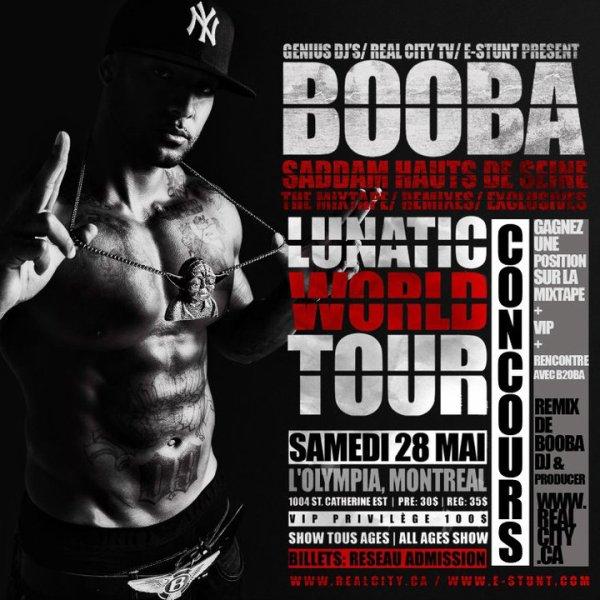 NY
GENIUS DJ'S/ REAL CITY TV/ E-STUNT PRESENT
BOOBA
SADDAM HAUTS DE SEINE
THE MIXTAPE/ REMIXES/ EXCLUSIVES
LUNATIC
WORLD
TOUR
SAMEDI 28 MAI
L'OLYMPIA, MONTREAL
1004 ST. CATHERINE EST | PRE: 30$ | REG: 35$
VIP PRIVILÈGE 100$
SHOW TOUS AGES | ALL AGES SHOW
BILLETS: RESEAU ADMISSION
WWW.REALCITY.CA / WWW.E-STUNT.COM
CONCOURS
GAGNEZ
UNE
POSITION
SUR LA
MIXTAPE
+
VIP
+
RENCONTRE
AVEC B2OBA
REMIX
DE
BOOBA
DJ &
PRODUCER
WWW.
REAL
CITY
.CA
B